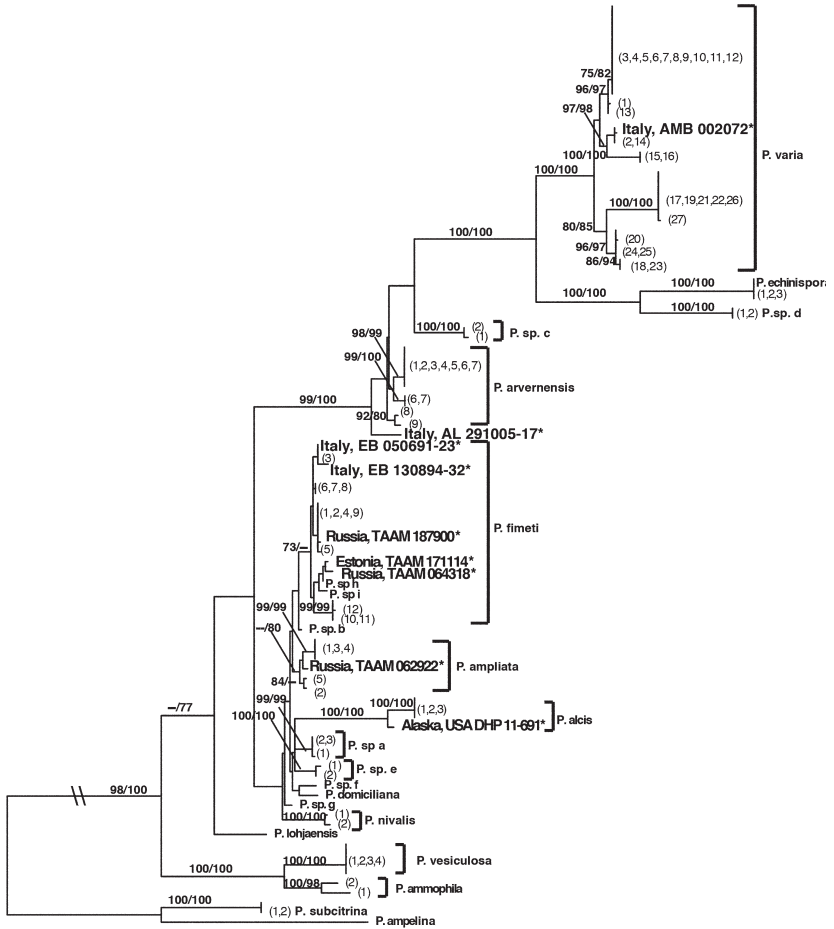 (3,4,5,6,7,8,9,10,11,12)
75/82
96/97
(1)
97/98
(13)
Italy, AMB 002072*
(2,14)
100/100
(15,16)
P. varia
100/100
100/100
(17,19,21,22,26)
(27)
80/85
100/100
(20)
96/97
(24,25)
86/94
(18,23)
P. echinispora
100/100
100/100
(1,2,3)
100/100
(1,2) P.sp. d
100/100
(2)
(1)
P. sp. c
98/99
99/100
(1,2,3,4,5,6,7)
P. arvernensis
99/100
(6,7)
(8)
92/80
(9)
Italy, AL 291005-17*
Italy, EB 050691-23*
(3)
Italy, EB 130894-32*
(6,7,8)
(1,2,4,9)
P. fimeti
Russia, TAAM 187900*
73/–
(5)
Estonia, TAAM 171114*
Russia, TAAM 064318*
P. sp h
P. sp i
99/99
99/99
(12)
(10,11)
--/80
P. sp. b
(1,3,4)
Russia, TAAM 062922*
P. ampliata
84/–
(5)
(2)
99/99
100/100
(1,2,3)
100/100
100/100
Alaska, USA DHP 11-691*
P. alcis
–/77
(2,3)
(1)
P. sp a
(1)
(2)
P. sp. e
P. sp. f
98/100
P. domiciliana
P. sp. g
100/100
(1)
(2)
P. nivalis
P. lohjaensis
100/100
100/100
(1,2,3,4)
P. vesiculosa
100/98
(2)
(1)
P. ammophila
100/100
(1,2) P. subcitrina
P. ampelina